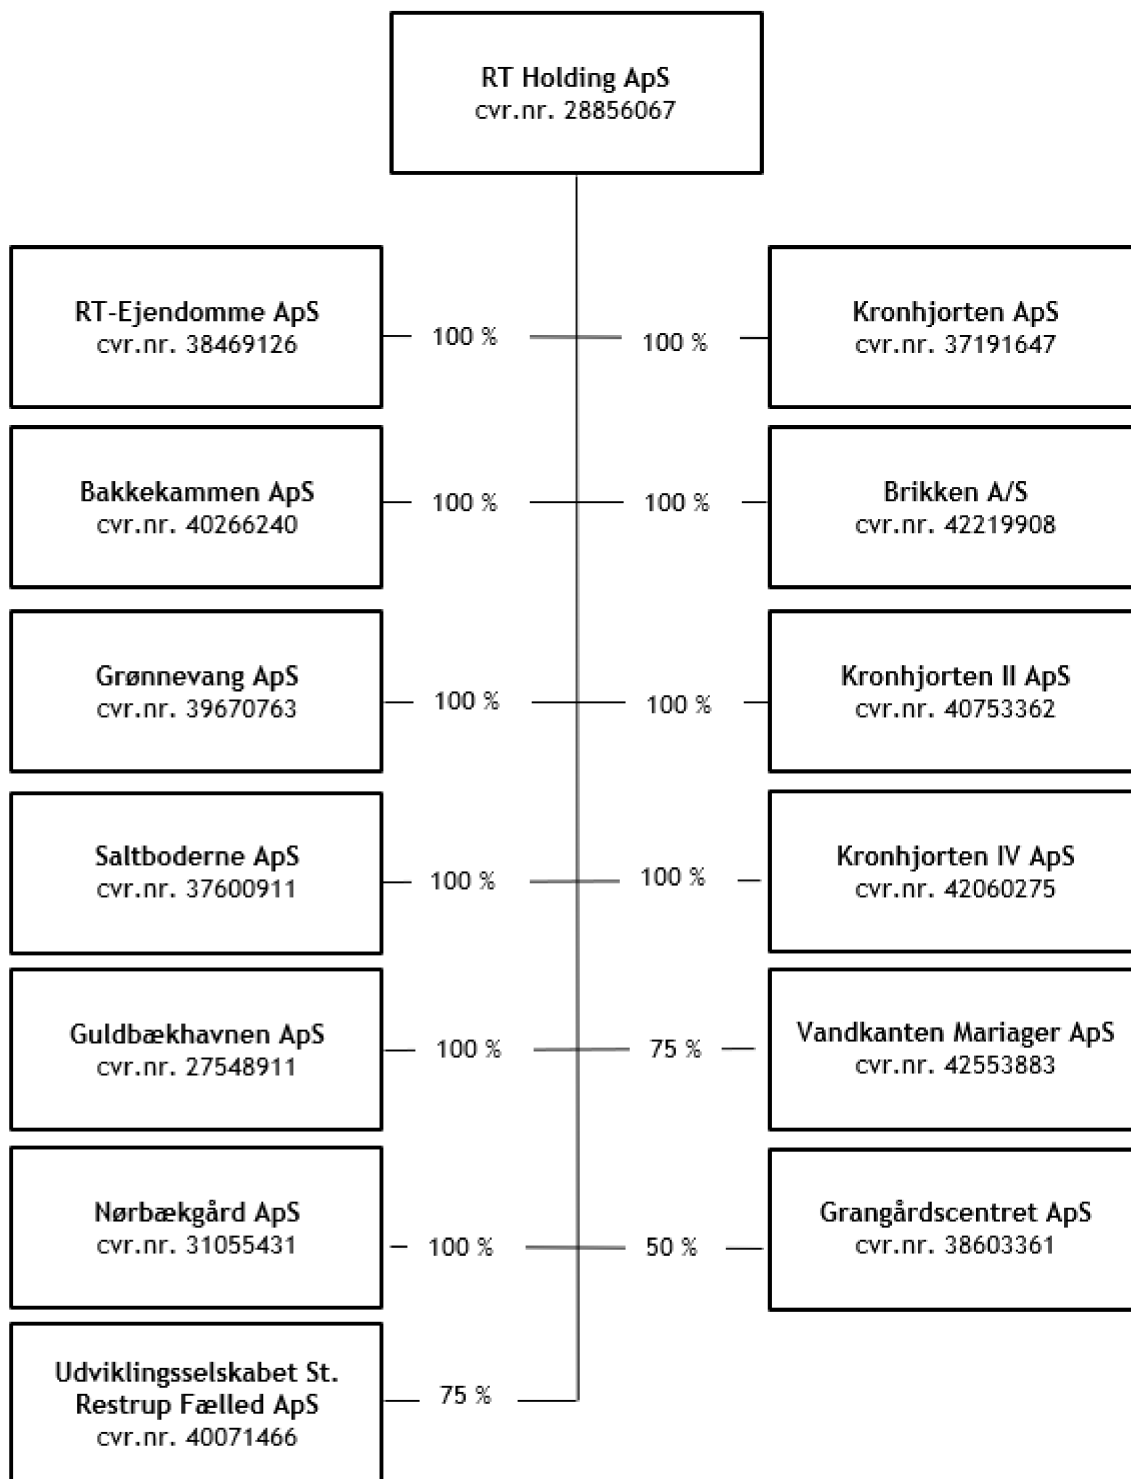 RT Holding ApS
cvr.nr. 28856067
RT-Ejendomme ApS
cvr.nr. 38469126
100 %
100 %
Kronhjorten ApS
cvr.nr. 37191647
Bakkekammen ApS
cvr.nr. 40266240
100 %
100 %
Brikken A/S
cvr.nr. 42219908
Grønnevang ApS
cvr.nr. 39670763
100 %
100 %
Kronhjorten II ApS
cvr.nr. 40753362
Saltboderne ApS
cvr.nr. 37600911
100 %
100 %
Kronhjorten IV ApS
cvr.nr. 42060275
Guldbækhavnen ApS
cvr.nr. 27548911
100 %
75 %
Vandkanten Mariager ApS
cvr.nr. 42553883
Nørbækgård ApS
cvr.nr. 31055431
100 %
50 %
Grangårdscentret ApS
cvr.nr. 38603361
Udviklingsselskabet St.
Restrup Fælled ApS
cvr.nr. 40071466
75 %